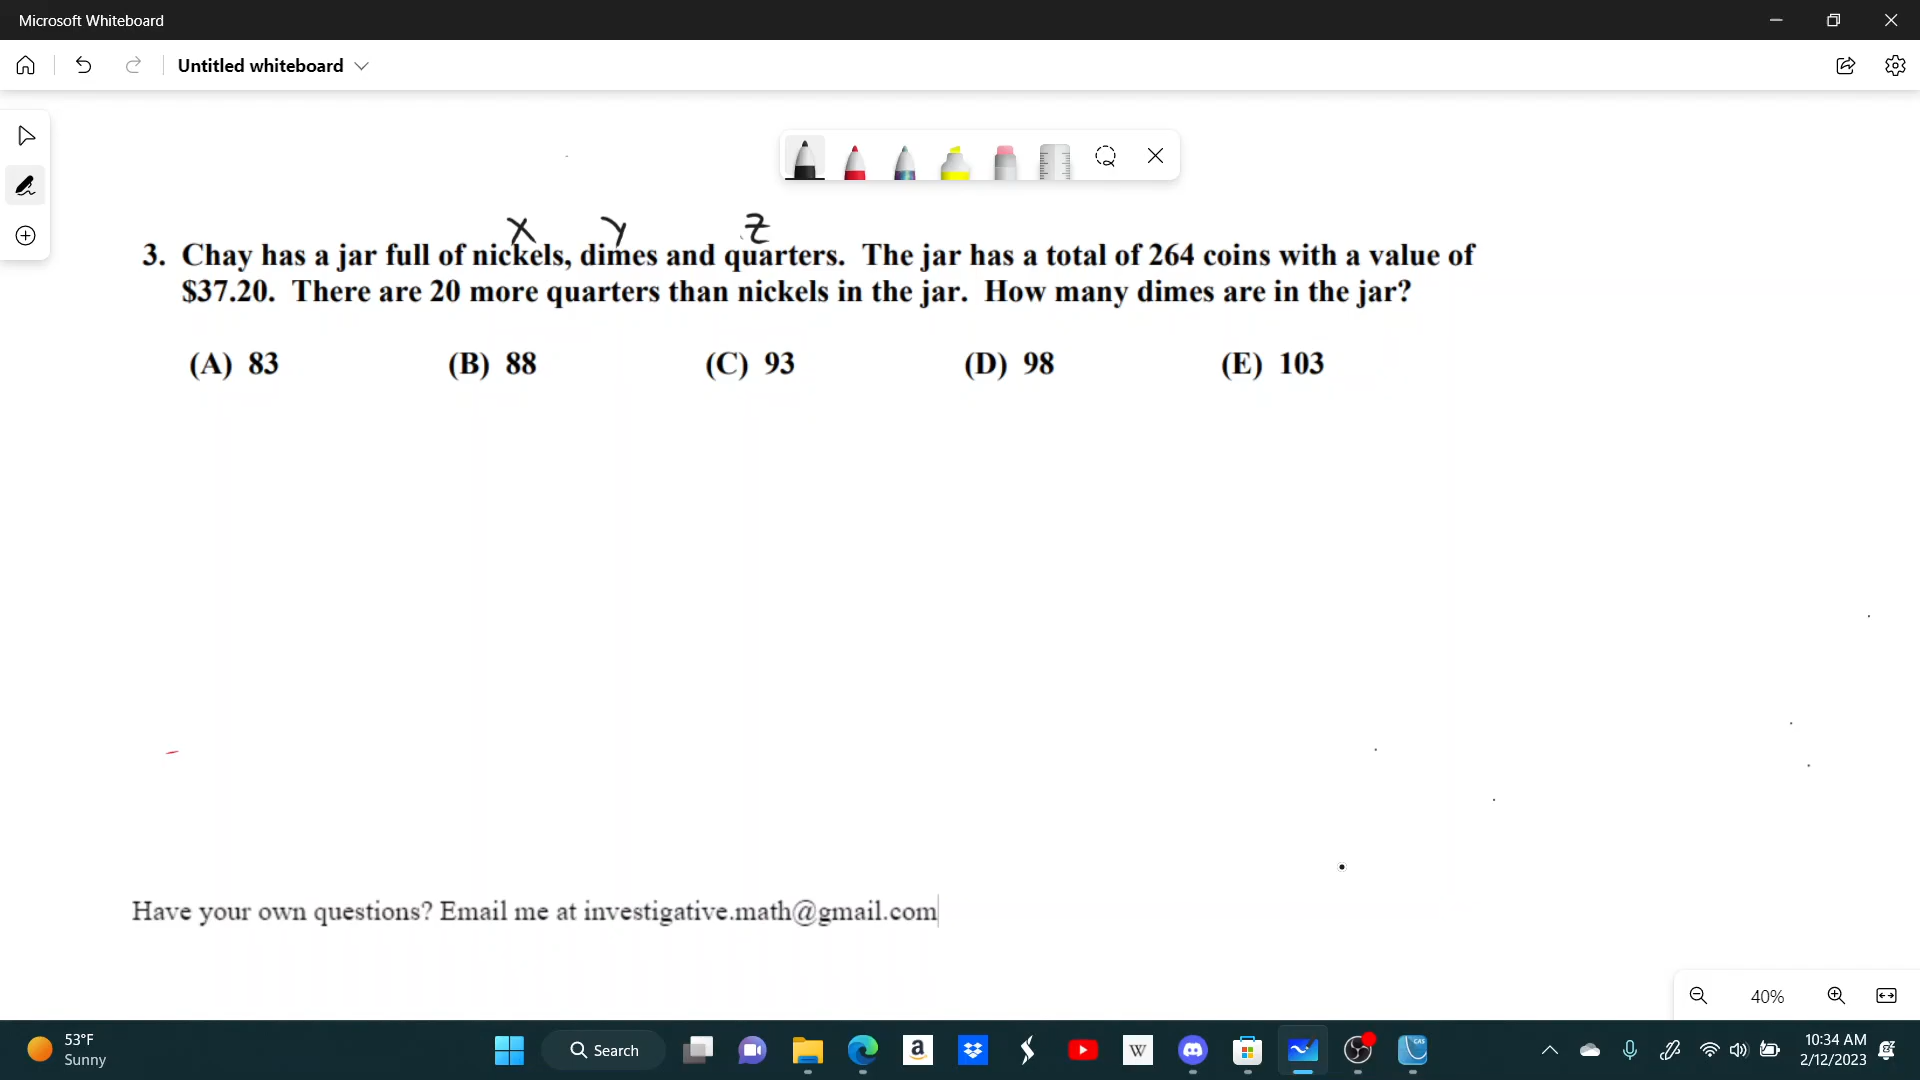 Microsoft Whiteboard
Untitled whiteboard
x y z
3. Chay has a jar full of nickels, dimes and quarters. The jar has a total of 264 coins with a value of
$37.20. There are 20 more quarters than nickels in the jar. How many dimes are in the jar?
(A) 83 (B) 88 (C) 93 (D) 98 (E) 103
Have your own questions? Email me at investigative.math@gmail.com
40%
53°F
Sunny
Search
a
W
CAS
10:34 AM
2/12/2023